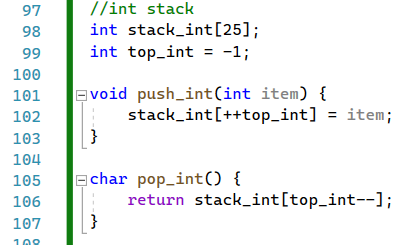 97 //int stack
98 int stack_int[25];
99 int top_int = -1;
100
101 void push_int(int item) {
102     stack_int[++top_int] = item;
103 }
104
105 char pop_int() {
106     return stack_int[top_int--];
107 }
108